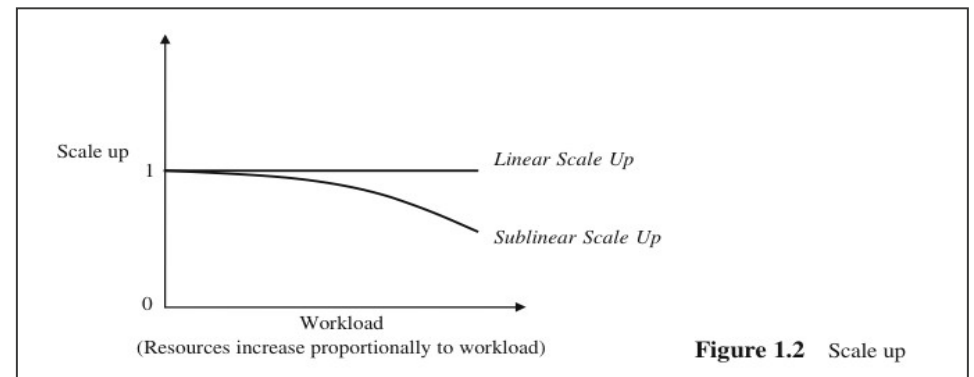 Scale up
1
Linear Scale Up
Sublinear Scale Up
0
Workload
(Resources increase proportionally to workload)
Figure 1.2 Scale up